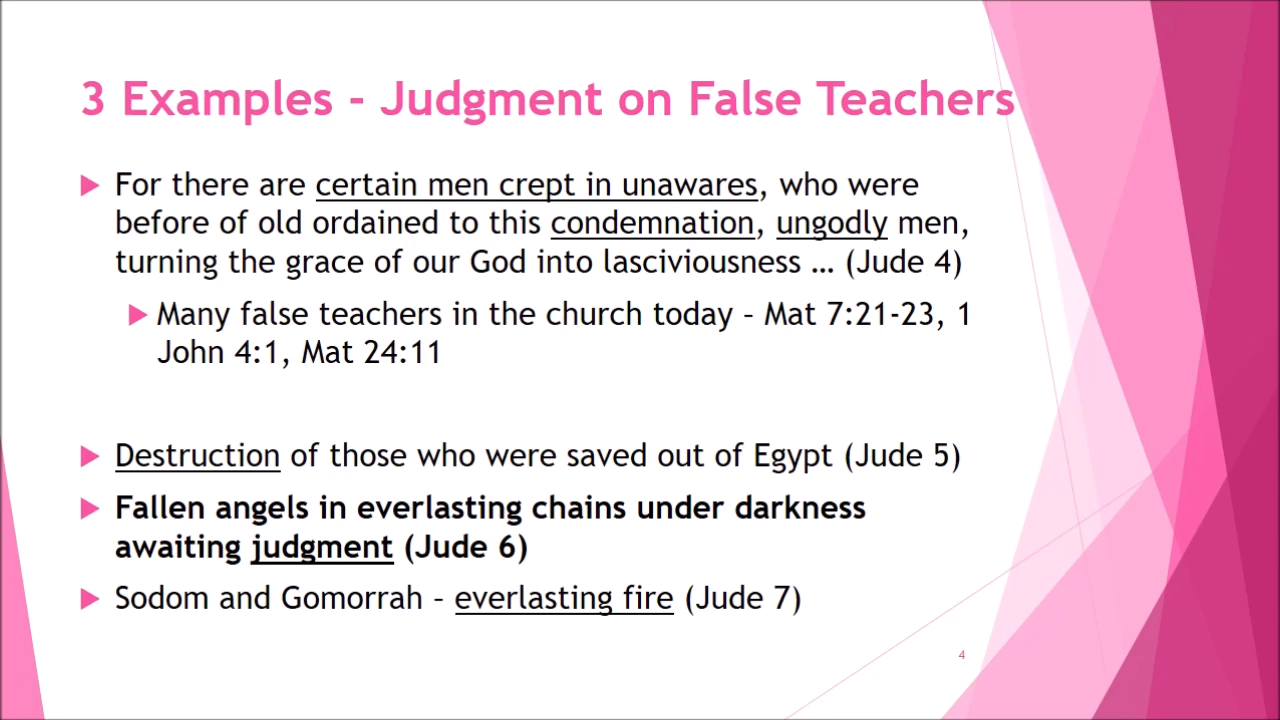 3 Examples - Judgment on False Teachers
For there are certain men crept in unawares, who were
before of old ordained to this condemnation, ungodly men,
turning the grace of our God into lasciviousness … (Jude 4)
Many false teachers in the church today – Mat 7:21-23, 1
John 4:1, Mat 24:11
Destruction of those who were saved out of Egypt (Jude 5)
Fallen angels in everlasting chains under darkness
awaiting judgment (Jude 6)
Sodom and Gomorrah – everlasting fire (Jude 7)
4